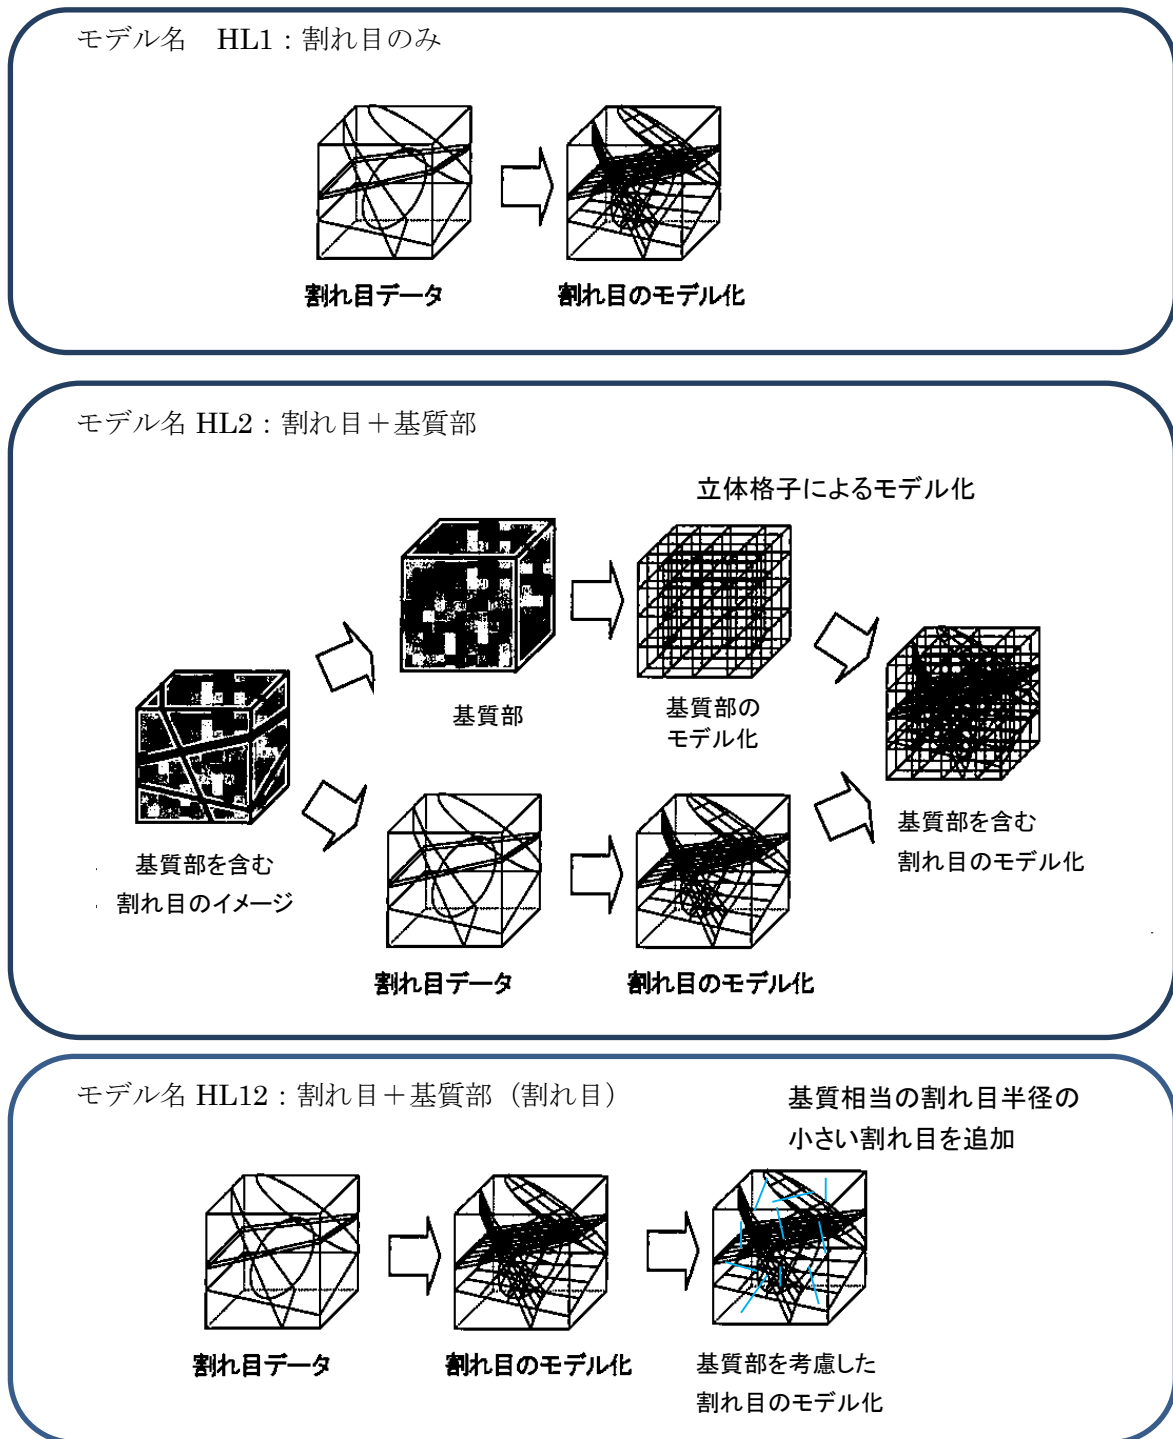 モデル名　HL1：割れ目のみ
割れ目データ
割れ目のモデル化
モデル名 HL2：割れ目＋基質部
立体格子によるモデル化
基質部
基質部の
モデル化
基質部を含む
割れ目のイメージ
割れ目データ
割れ目のモデル化
基質部を含む
割れ目のモデル化
モデル名 HL12：割れ目＋基質部（割れ目）
基質相当の割れ目半径の
小さい割れ目を追加
割れ目データ
割れ目のモデル化
基質部を考慮した
割れ目のモデル化